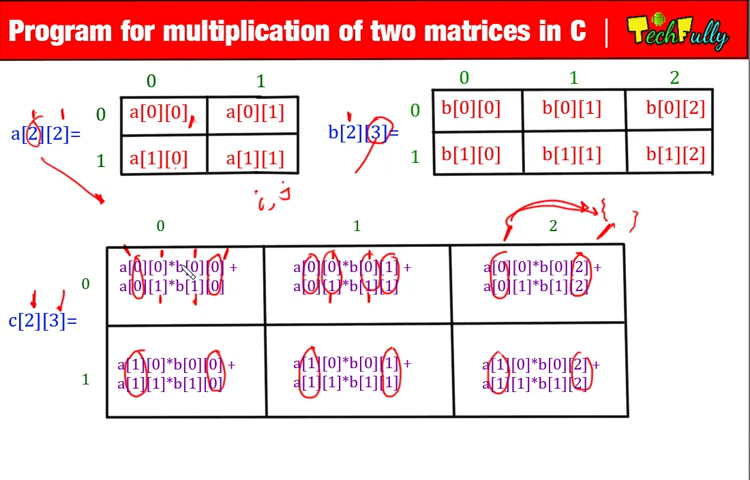 Program for multiplication of two matrices in C | TechFully
0 1
0 1 2
a[2][2]=
0 a[0][0] a[0][1]
1 a[1][0] a[1][1]
b[2][3]=
0 b[0][0] b[0][1] b[0][2]
1 b[1][0] b[1][1] b[1][2]
i, j
{ }
0 1 2
c[2][3]=
0
a[0][0]*b[0][0] +
a[0][1]*b[1][0]
a[0][0]*b[0][1] +
a[0][1]*b[1][1]
a[0][0]*b[0][2] +
a[0][1]*b[1][2]
1
a[1][0]*b[0][0] +
a[1][1]*b[1][0]
a[1][0]*b[0][1] +
a[1][1]*b[1][1]
a[1][0]*b[0][2] +
a[1][1]*b[1][2]